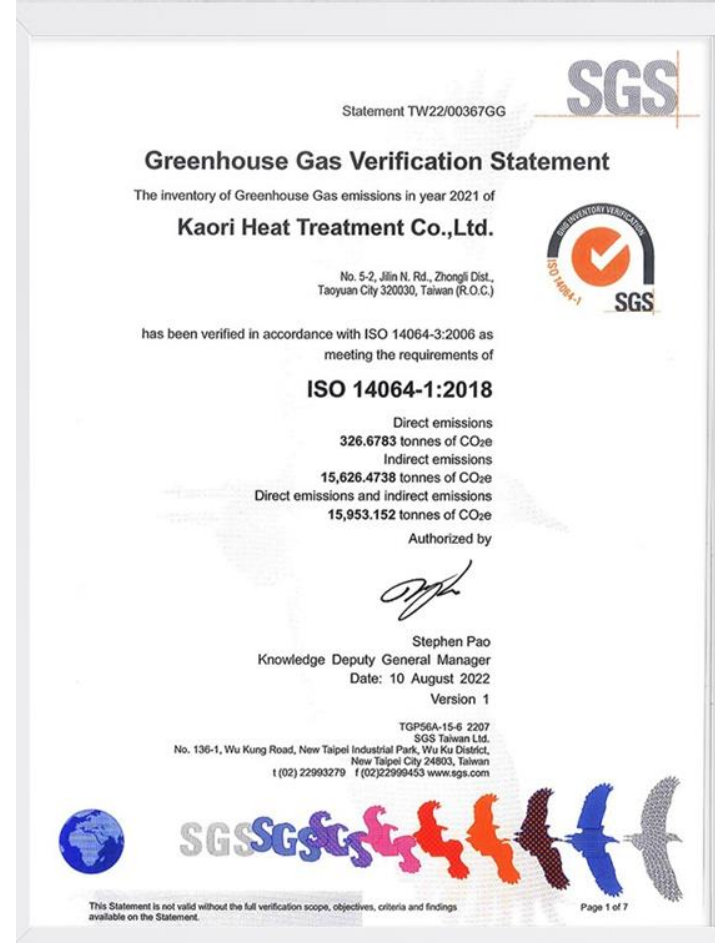 SGS
Statement TW22/00367GG
Greenhouse Gas Verification Statement
The inventory of Greenhouse Gas emissions in year 2021 of
Kaori Heat Treatment Co.,Ltd.
GHG INVENTORY VERIFICATION
ISO 14064-1
SGS
No. 5-2, Jilin N. Rd., Zhongli Dist.,
Taoyuan City 320030, Taiwan (R.O.C.)
has been verified in accordance with ISO 14064-3:2006 as
meeting the requirements of
ISO 14064-1:2018
Direct emissions
326.6783 tonnes of CO₂e
Indirect emissions
15,626.4738 tonnes of CO₂e
Direct emissions and indirect emissions
15,953.152 tonnes of CO₂e
Authorized by
Stephen Pao
Knowledge Deputy General Manager
Date: 10 August 2022
Version 1
TGP56A-15-6 2207
SGS Taiwan Ltd.
No. 136-1, Wu Kung Road, New Taipei Industrial Park, Wu Ku District,
New Taipei City 24803, Taiwan
t (02) 22993279 f (02)22999453 www.sgs.com
SGSSGSSGSSGS
This Statement is not valid without the full verification scope, objectives, criteria and findings
available on the Statement.
Page 1 of 7